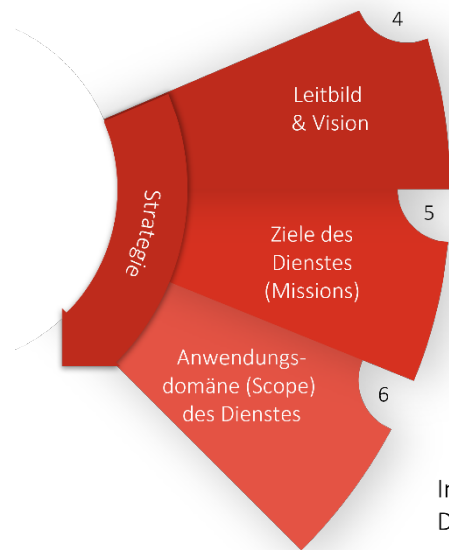 4
Leitbild
& Vision
Strategie
5
Ziele des
Dienstes
(Missions)
Anwendungs-
domäne (Scope)
des Dienstes
6